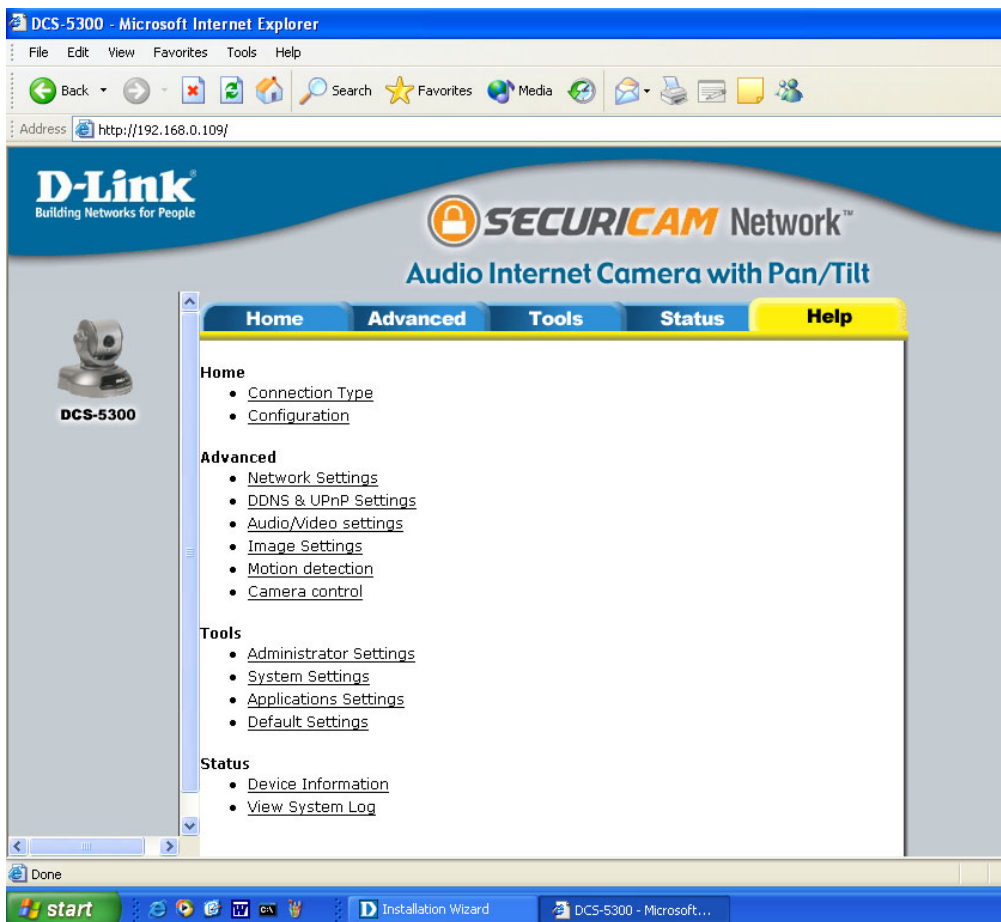 DCS-5300 - Microsoft Internet Explorer
File Edit View Favorites Tools Help
Back Search Favorites Media
Address http://192.168.0.109/
D-Link®
Building Networks for People
SECURICAM Network™
Audio Internet Camera with Pan/Tilt
Home Advanced Tools Status Help
DCS-5300
Home
• Connection Type
• Configuration
Advanced
• Network Settings
• DDNS & UPnP Settings
• Audio/Video settings
• Image Settings
• Motion detection
• Camera control
Tools
• Administrator Settings
• System Settings
• Applications Settings
• Default Settings
Status
• Device Information
• View System Log
Done
start Installation Wizard DCS-5300 - Microsoft...